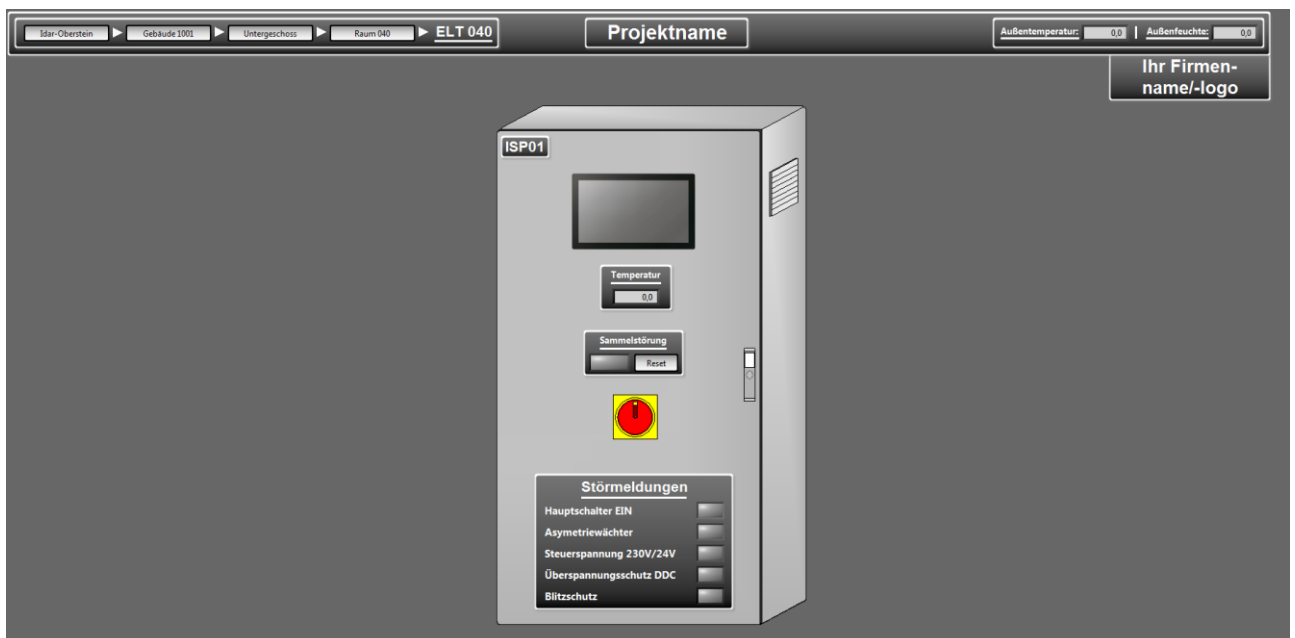 Idar-Oberstein
Gebäude 1001
Untergeschoss
Raum 040
ELT 040
Projektname
Außentemperatur: 0,0
Außenfeuchte: 0,0
Ihr Firmen-
name/-logo
ISP01
Temperatur
0,0
Sammelstörung
Reset
Störmeldungen
Hauptschalter EIN
Asymetriewächter
Steuerspannung 230V/24V
Überspannungsschutz DDC
Blitzschutz